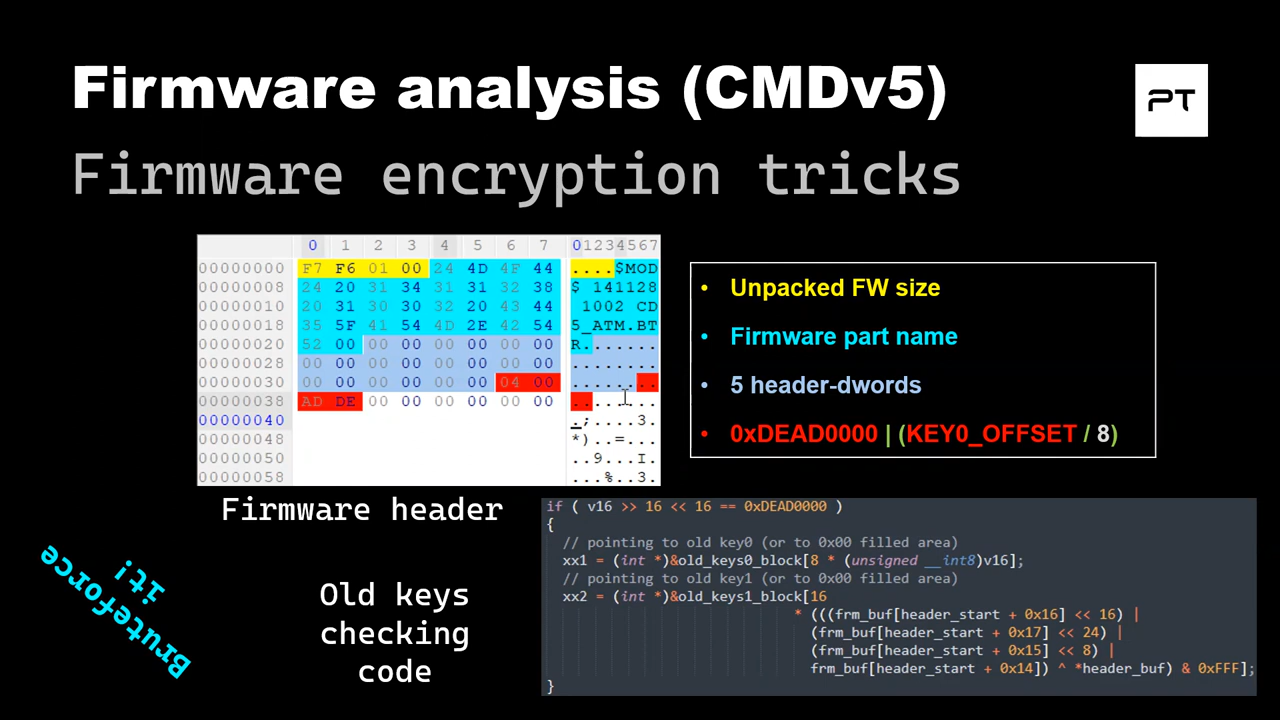 Firmware analysis (CMDv5)
PT
Firmware encryption tricks
0 1 2 3 4 5 6 7 01234567
00000000 F7 F6 01 00 24 4D 4F 44 ....$MOD
00000008 24 20 31 34 31 31 32 38 $ 141128
00000010 20 31 30 30 32 20 43 44  1002 CD
00000018 35 5F 41 54 4D 2E 42 54 5_ATM.BT
00000020 52 00 00 00 00 00 00 00 R.......
00000028 00 00 00 00 00 00 00 00 ........
00000030 00 00 00 00 00 00 04 00 ........
00000038 AD DE 00 00 00 00 00 00 ........
00000040 .;....3.
00000048 *)..=...
00000050 ...9...I.
00000058 ...%..3.
• Unpacked FW size
• Firmware part name
• 5 header-dwords
• 0xDEAD0000 | (KEY0_OFFSET / 8)
Firmware header
Bruteforce
it!
Old keys
checking
code
if ( v16 >> 16 << 16 == 0xDEAD0000 )
{
// pointing to old key0 (or to 0x00 filled area)
xx1 = (int *)&old_keys0_block[8 * (unsigned __int8)v16];
// pointing to old key1 (or to 0x00 filled area)
xx2 = (int *)&old_keys1_block[16
* (((frm_buf[header_start + 0x16] << 16) |
(frm_buf[header_start + 0x17] << 24) |
(frm_buf[header_start + 0x15] << 8) |
frm_buf[header_start + 0x14]) ^ *header_buf) & 0xFFF];
}